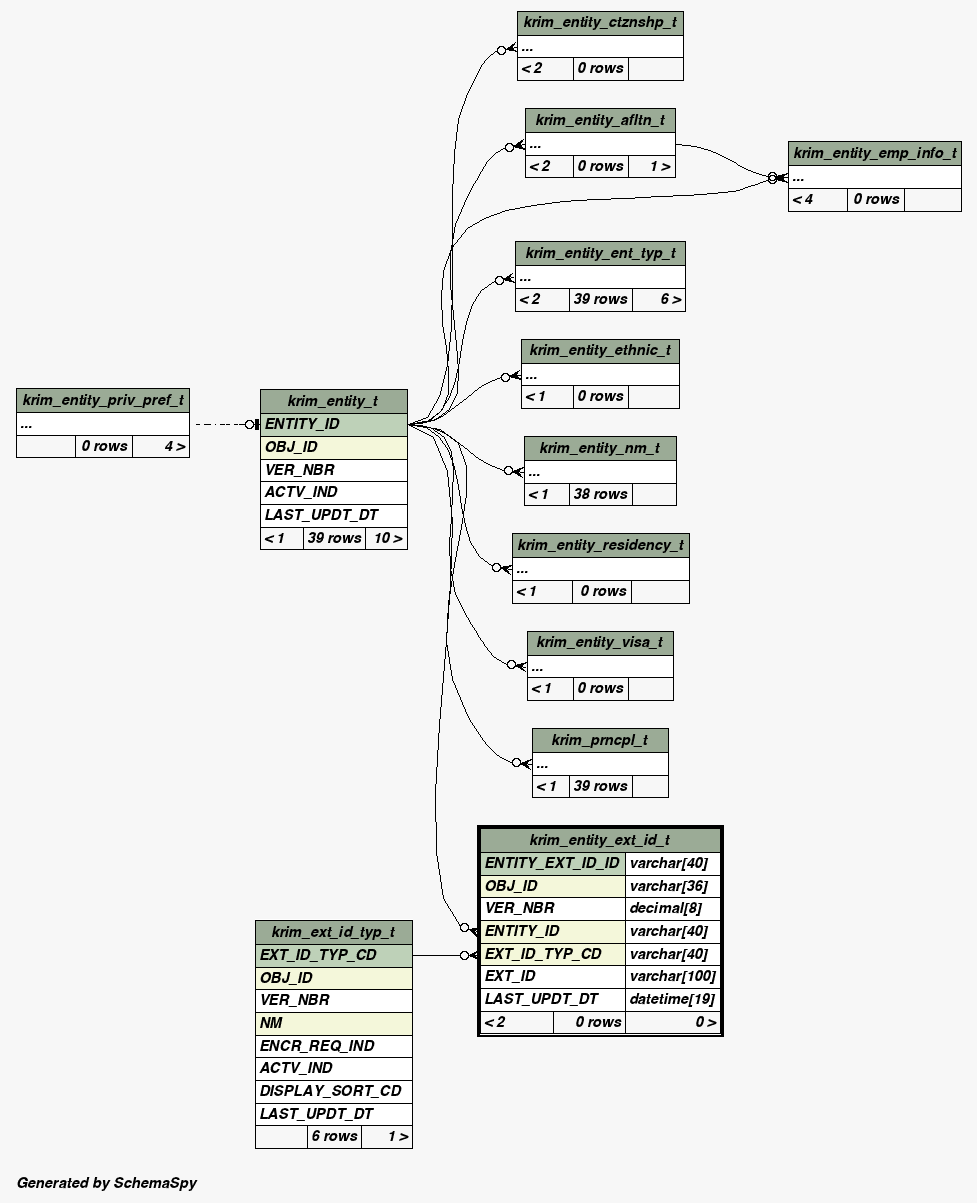 krim_entity_ctznshp_t
...
< 2 0 rows
krim_entity_afltn_t
...
< 2 0 rows 1 >
krim_entity_emp_info_t
...
< 4 0 rows
krim_entity_ent_typ_t
...
< 2 39 rows 6 >
krim_entity_ethnic_t
...
< 1 0 rows
krim_entity_priv_pref_t
...
0 rows 4 >
krim_entity_t
ENTITY_ID
OBJ_ID
VER_NBR
ACTV_IND
LAST_UPDT_DT
< 1 39 rows 10 >
krim_entity_nm_t
...
< 1 38 rows
krim_entity_residency_t
...
< 1 0 rows
krim_entity_visa_t
...
< 1 0 rows
krim_prncpl_t
...
< 1 39 rows
krim_entity_ext_id_t
ENTITY_EXT_ID_ID varchar[40]
OBJ_ID varchar[36]
VER_NBR decimal[8]
ENTITY_ID varchar[40]
EXT_ID_TYP_CD varchar[40]
EXT_ID varchar[100]
LAST_UPDT_DT datetime[19]
< 2 0 rows 0 >
krim_ext_id_typ_t
EXT_ID_TYP_CD
OBJ_ID
VER_NBR
NM
ENCR_REQ_IND
ACTV_IND
DISPLAY_SORT_CD
LAST_UPDT_DT
6 rows 1 >
Generated by SchemaSpy